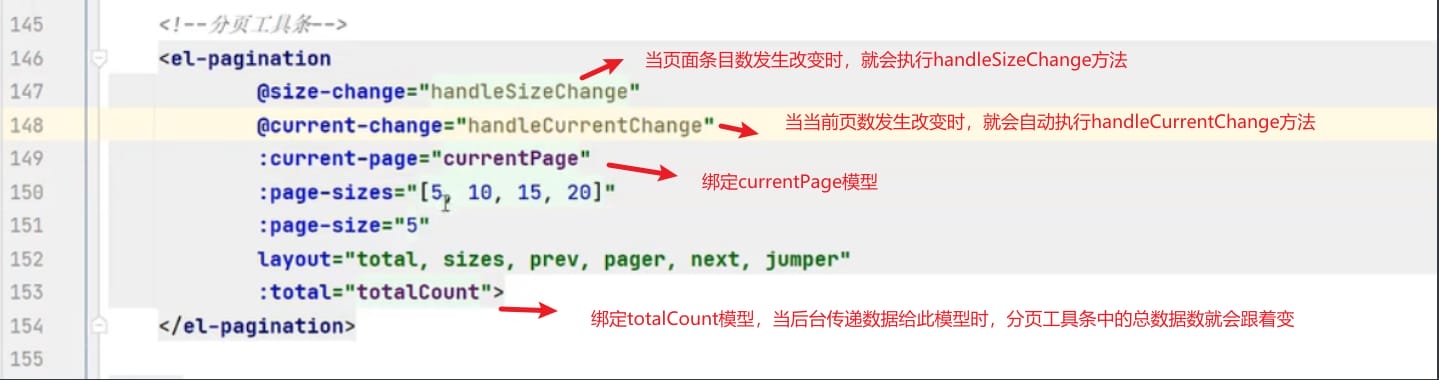 145 <!--分页工具条-->
146 <el-pagination
当页面条目数发生改变时，就会执行handleSizeChange方法
147 @size-change="handleSizeChange"
148 @current-change="handleCurrentChange"
当当前页数发生改变时，就会自动执行handleCurrentChange方法
149 :current-page="currentPage"
绑定currentPage模型
150 :page-sizes="[5, 10, 15, 20]"
151 :page-size="5"
152 layout="total, sizes, prev, pager, next, jumper"
153 :total="totalCount">
绑定totalCount模型，当后台传递数据给此模型时，分页工具条中的总数据数就会跟着变
154 </el-pagination>
155